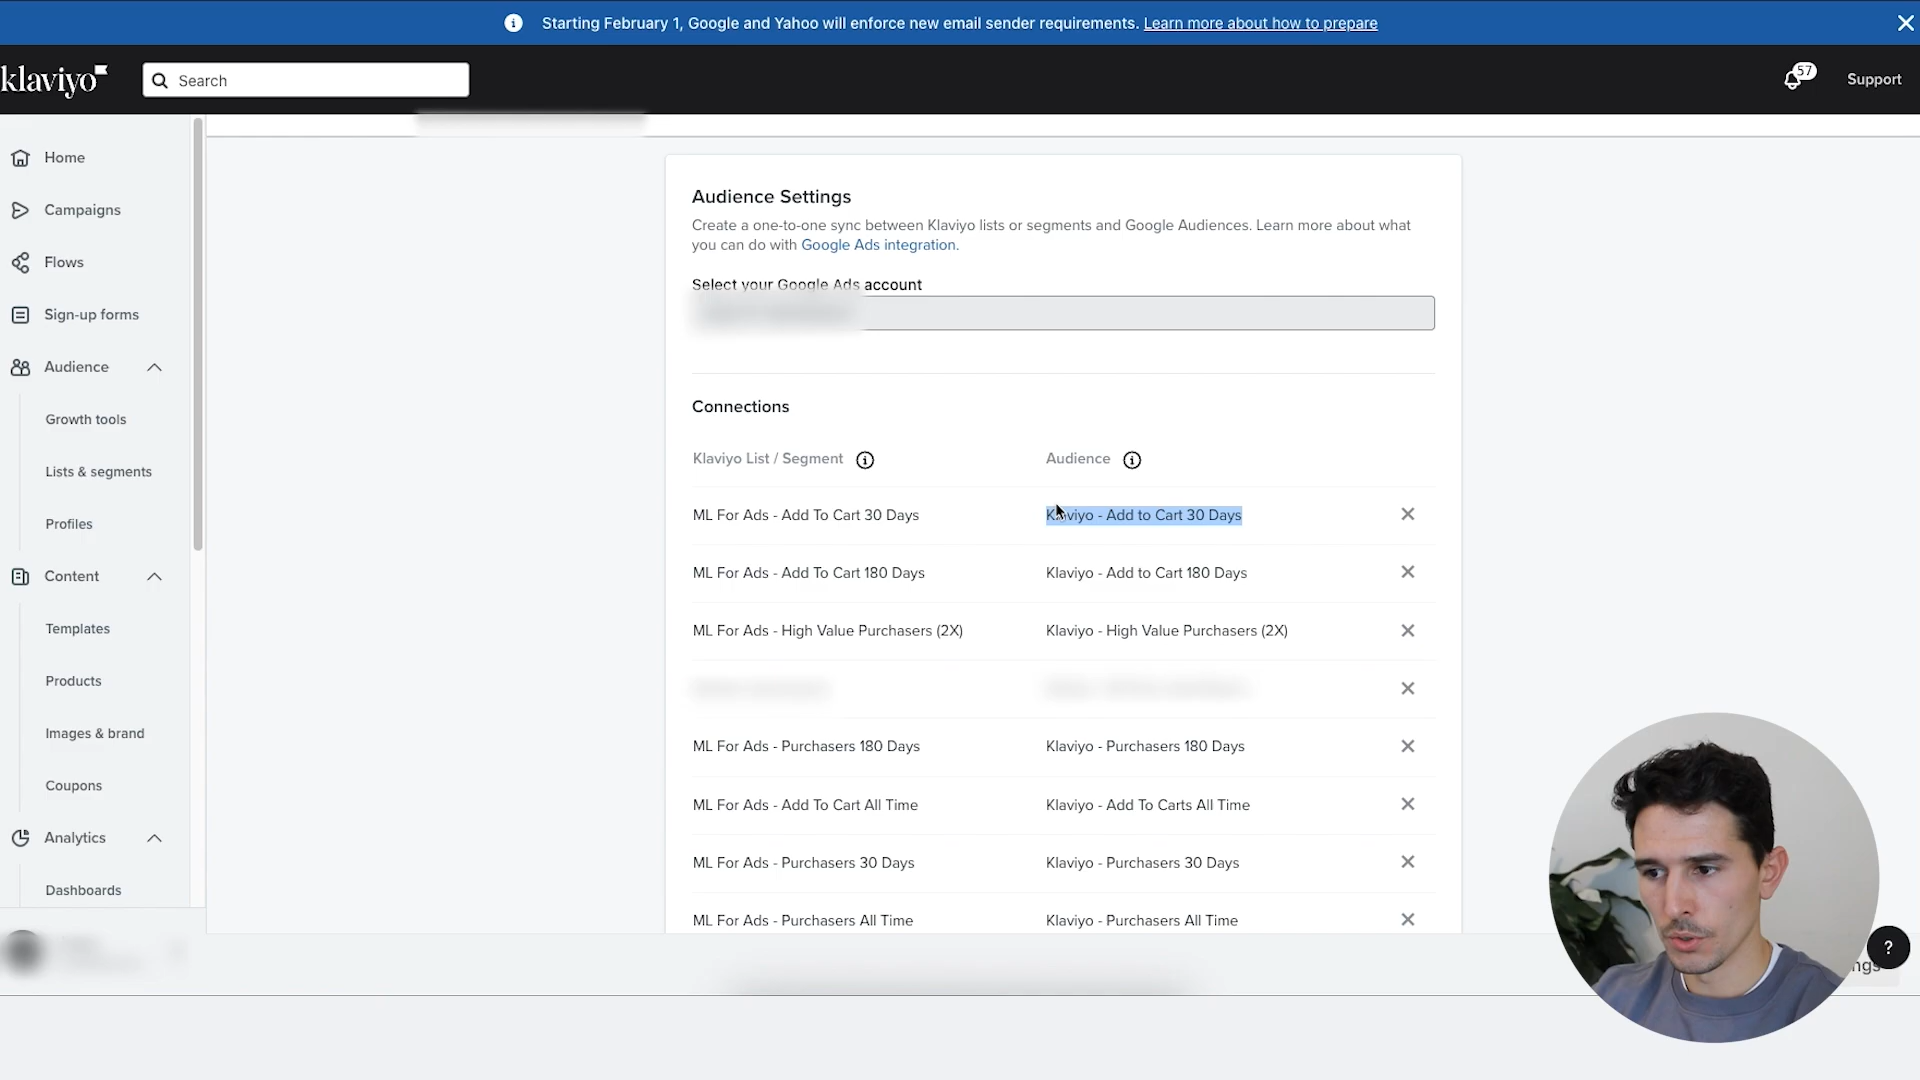 Starting February 1, Google and Yahoo will enforce new email sender requirements. Learn more about how to prepare
klaviyo
Search
57
Support
Home
Campaigns
Flows
Sign-up forms
Audience
Growth tools
Lists & segments
Profiles
Content
Templates
Products
Images & brand
Coupons
Analytics
Dashboards
Audience Settings
Create a one-to-one sync between Klaviyo lists or segments and Google Audiences. Learn more about what
you can do with Google Ads integration.
Select your Google Ads account
Connections
Klaviyo List / Segment Audience
ML For Ads - Add To Cart 30 Days Klaviyo - Add to Cart 30 Days
ML For Ads - Add To Cart 180 Days Klaviyo - Add to Cart 180 Days
ML For Ads - High Value Purchasers (2X) Klaviyo - High Value Purchasers (2X)
ML For Ads - Purchasers 180 Days Klaviyo - Purchasers 180 Days
ML For Ads - Add To Cart All Time Klaviyo - Add To Carts All Time
ML For Ads - Purchasers 30 Days Klaviyo - Purchasers 30 Days
ML For Ads - Purchasers All Time Klaviyo - Purchasers All Time
?